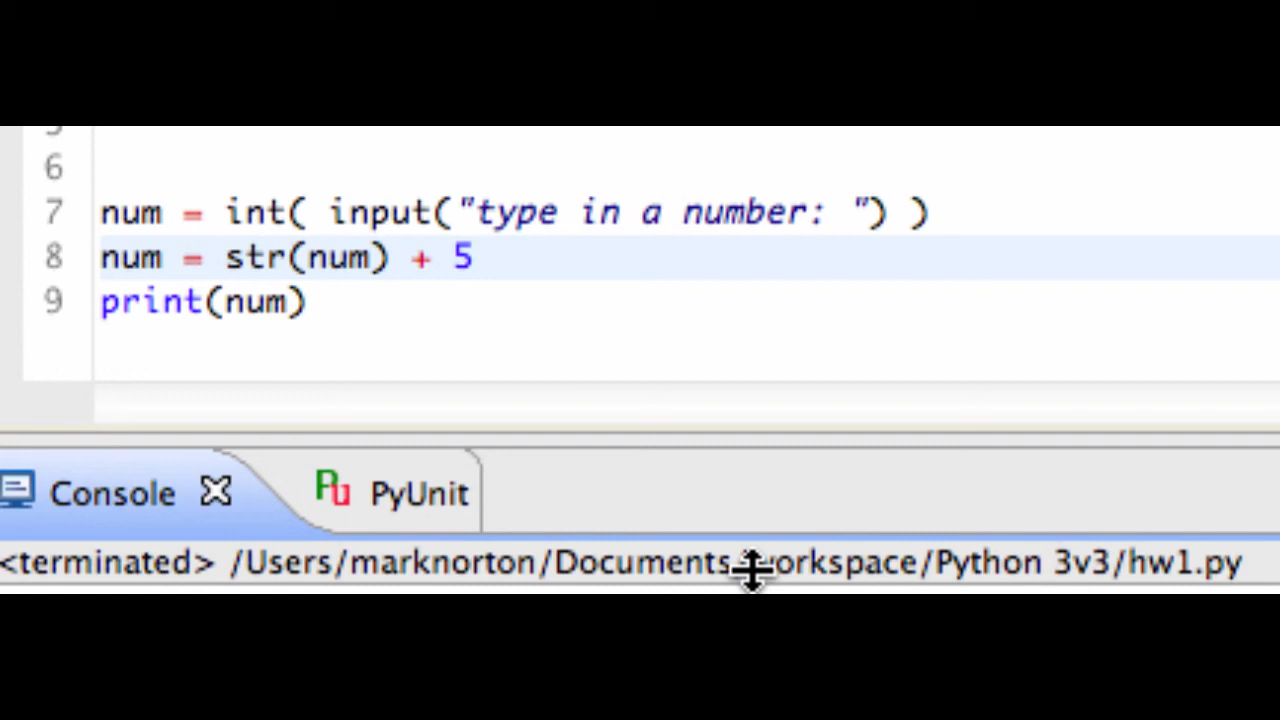 6
7 num = int( input("type in a number: ") )
8 num = str(num) + 5
9 print(num)
Console PyUnit
<terminated> /Users/marknorton/Documents workspace/Python 3v3/hw1.py